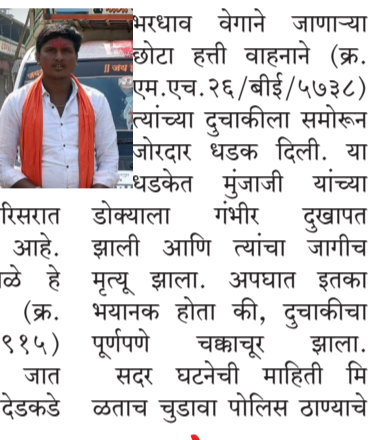 भरधाव वेगाने जाणाऱ्या
छोटा हत्ती वाहनाने (क्र.
एम.एच.२६/बीई/५७३८)
त्यांच्या दुचाकीला समोरून
जोरदार धडक दिली. या
धडकेत मुंजाजी यांच्या
डोक्याला गंभीर दुखापत
झाली आणि त्यांचा जागीच
मृत्यू झाला. अपघात इतका
भयानक होता की, दुचाकीचा
पूर्णपणे चक्काचूर झाला.
सदर घटनेची माहिती मि
ळताच चुडावा पोलिस ठाण्याचे
रिसरात
आहे.
ळे हे
(क्र.
९१५)
जात
देडकडे